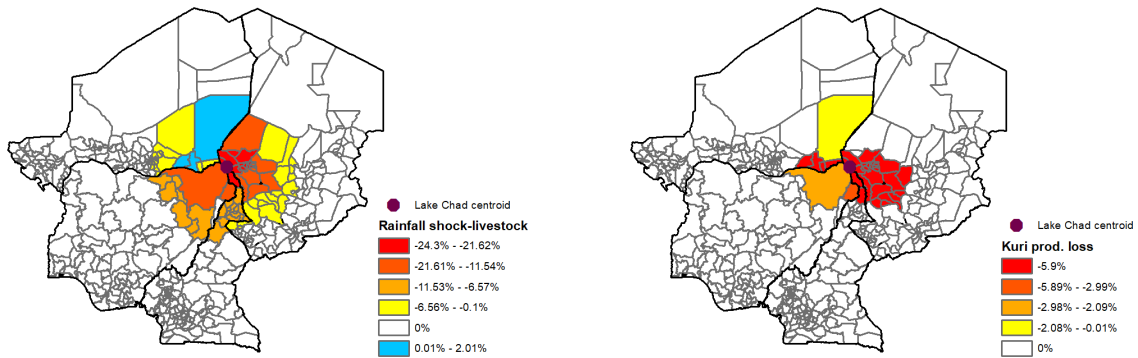 Lake Chad centroid
Rainfall shock-livestock
-24.3% - -21.62%
-21.61% - -11.54%
-11.53% - -6.57%
-6.56% - -0.1%
0%
0.01% - 2.01%
Lake Chad centroid
Kuri prod. loss
-5.9%
-5.89% - -2.99%
-2.98% - -2.09%
-2.08% - -0.01%
0%